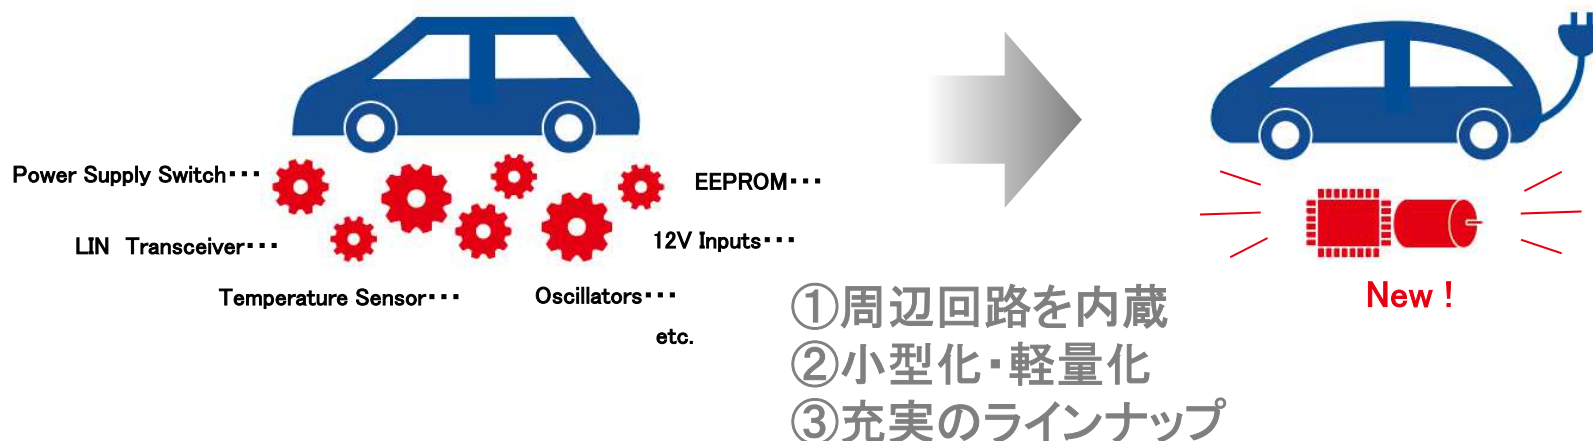 Power Supply Switch･･･
EEPROM･･･
LIN Transceiver･･･
12V Inputs･･･
Temperature Sensor･･･
Oscillators･･･
etc.
New !
①周辺回路を内蔵
②小型化・軽量化
③充実のラインナップ